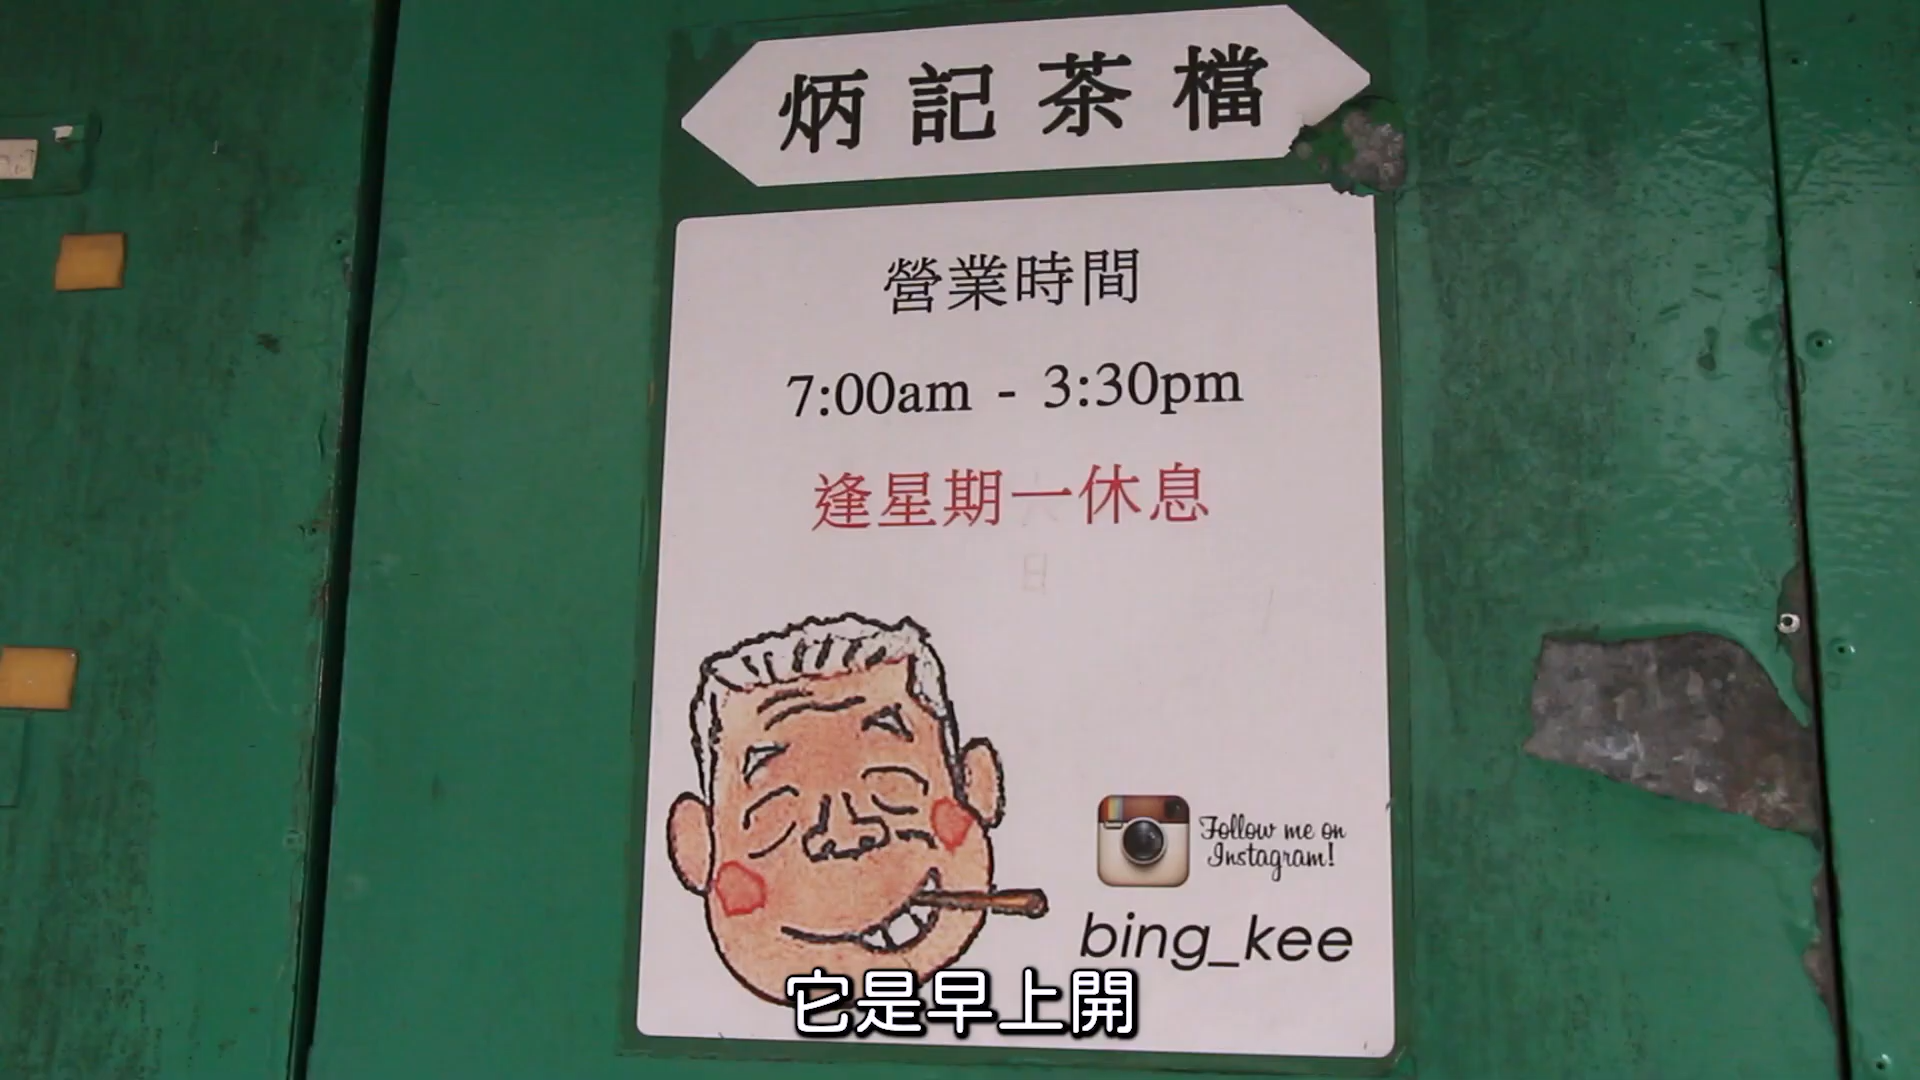 炳記茶檔
營業時間
7:00am - 3:30pm
逢星期一休息
日
Follow me on
Instagram!
bing_kee
它是早上開